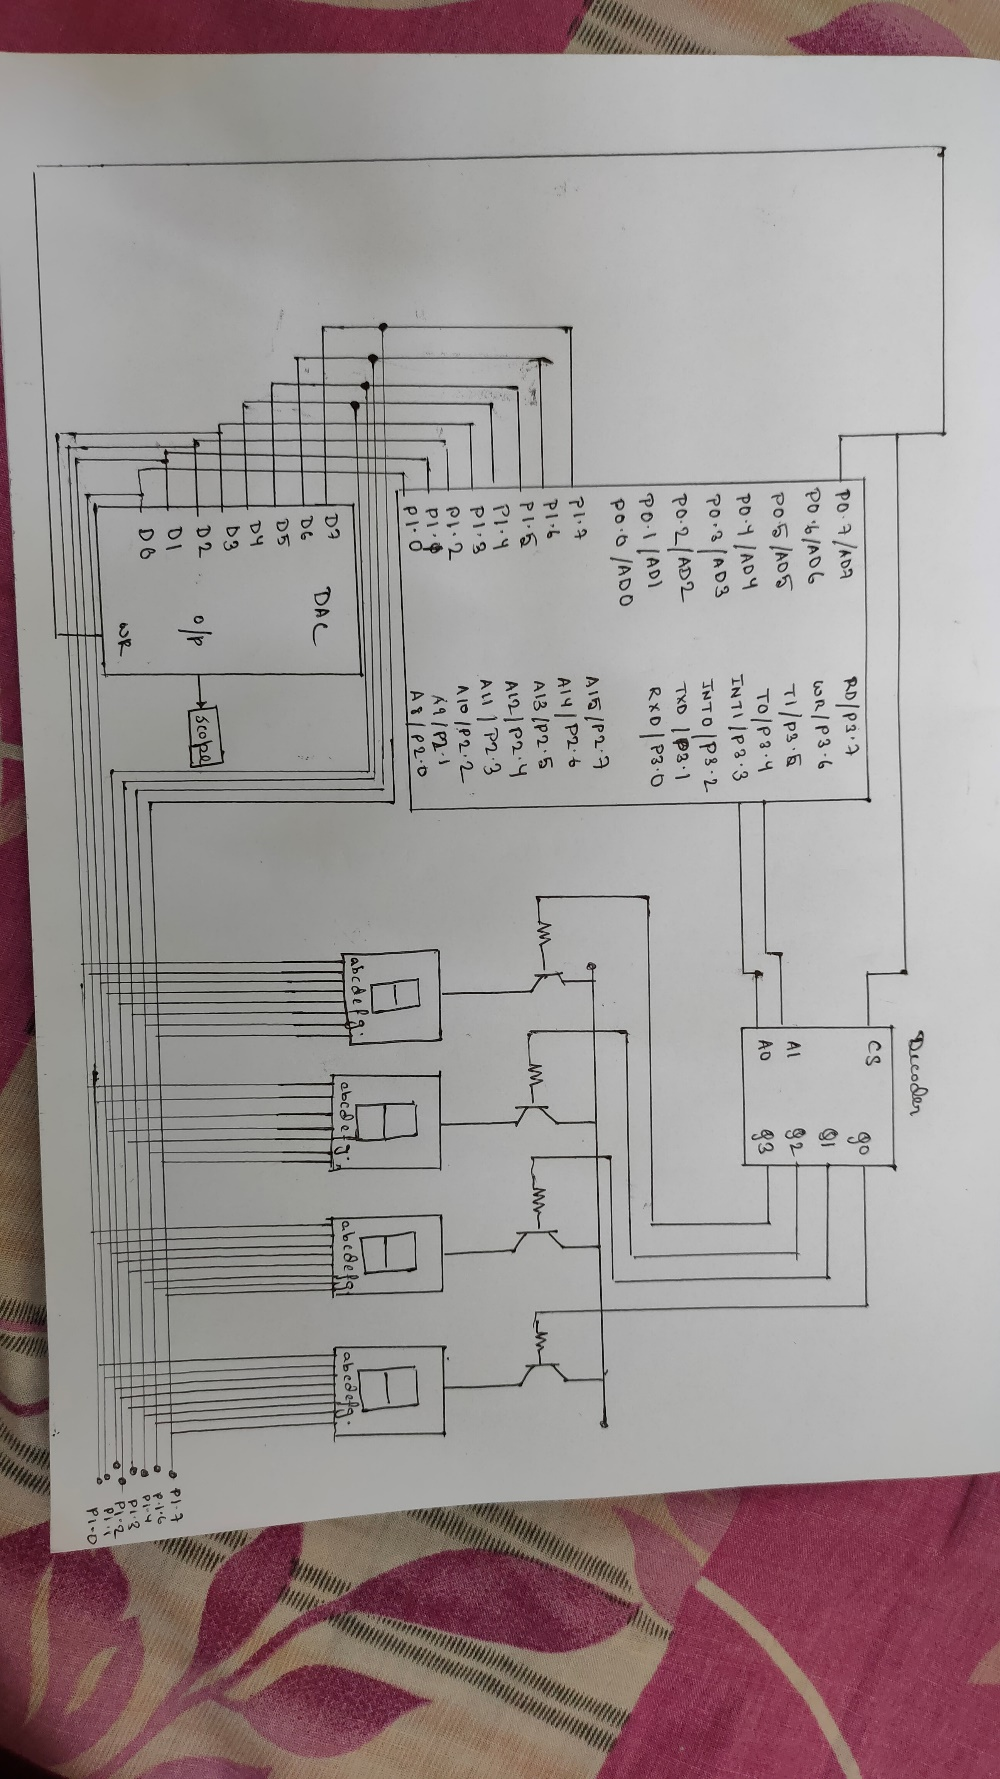 Decoder
CS
A1
A0
g0
g1
g2
g3
P0.7/AD7
P0.6/AD6
P0.5/AD5
P0.4/AD4
P0.3/AD3
P0.2/AD2
P0.1/AD1
P0.0/AD0
P1.7
P1.6
P1.5
P1.4
P1.3
P1.2
P1.0
RD/P3.7
WR/P3.6
T1/P3.5
T0/P3.4
INT1/P3.3
INT0/P3.2
TXD/P3.1
RXD/P3.0
A15/P2.7
A14/P2.6
A13/P2.5
A12/P2.4
A11/P2.3
A10/P2.2
A9/P2.1
A8/P2.0
D7
D6
D5
D4
D3
D2
D1
D0
DAC
O/P
WR
Scope
abcdefg.
abcdefg.
abcdefg.
abcdefg.
P1.7
P1.6
P1.4
P1.3
P1.2
P1.1
P1.0